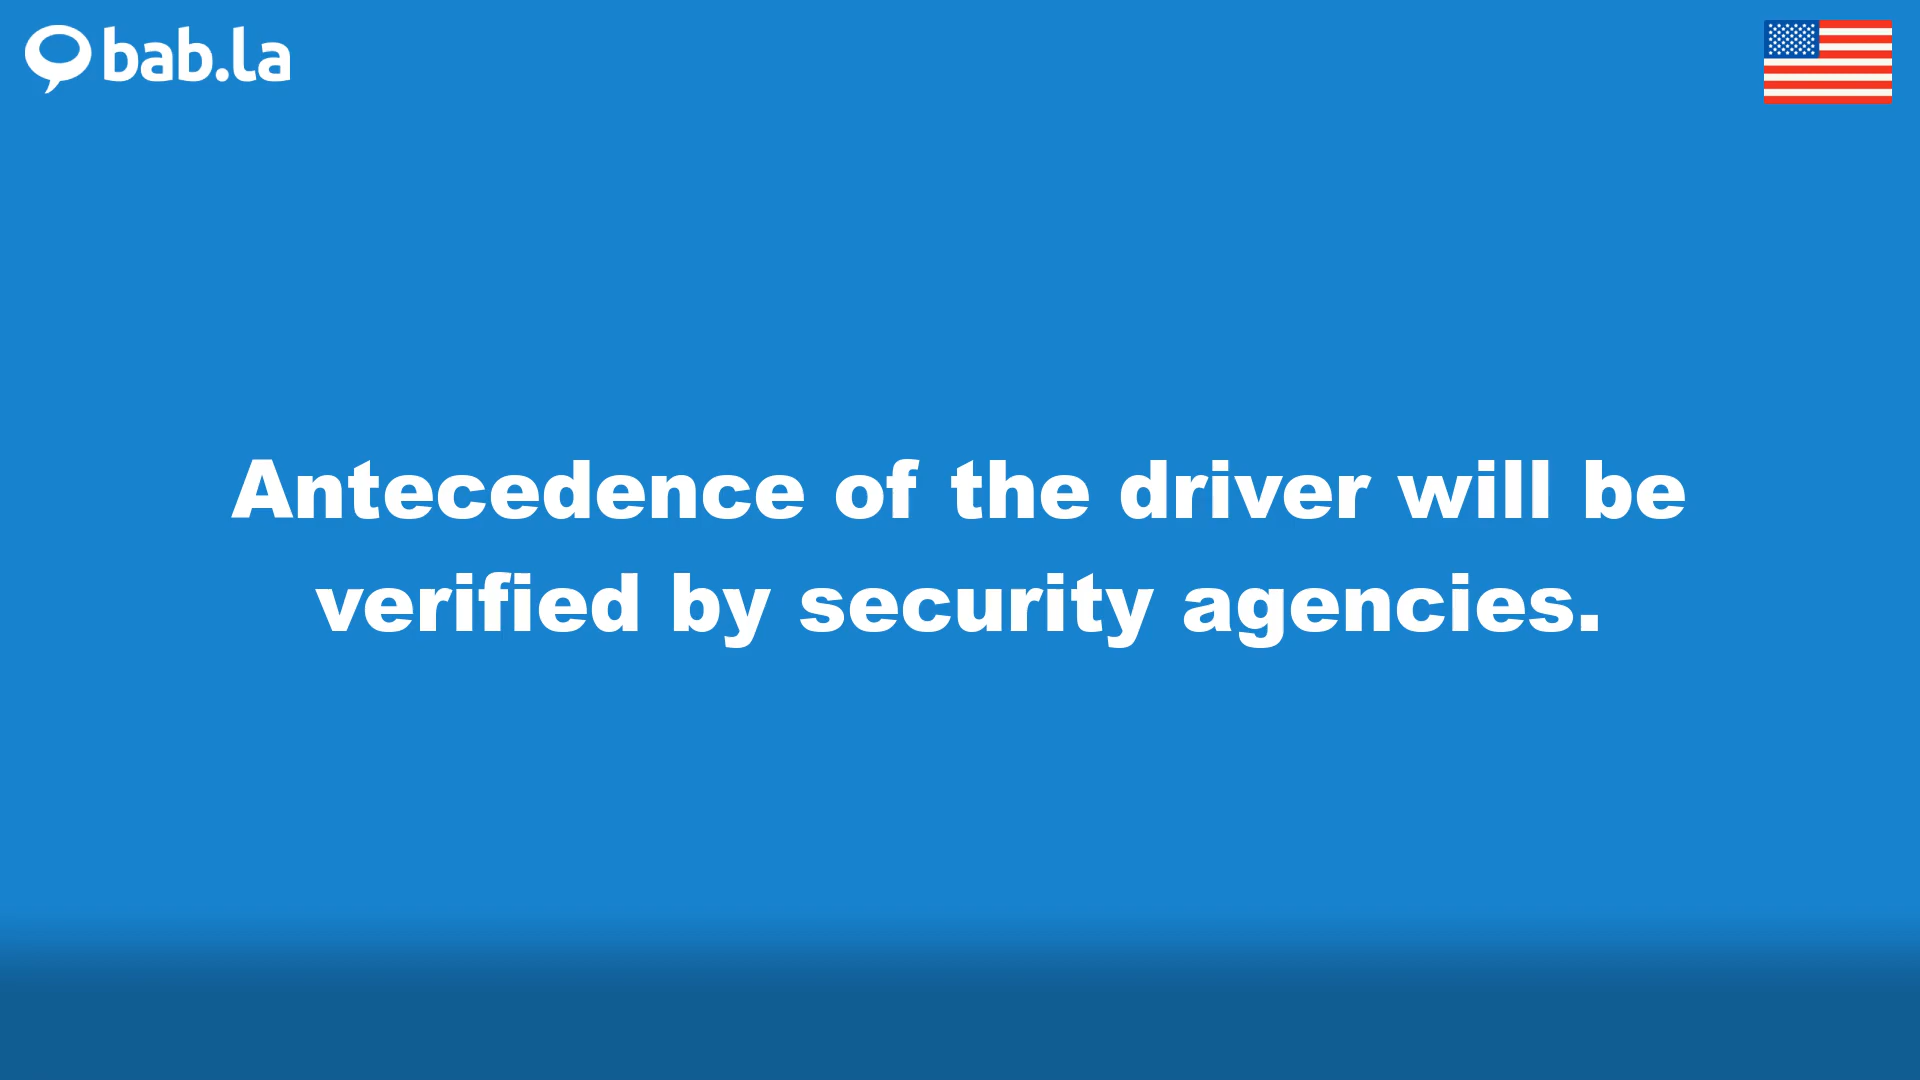 bab.la
Antecedence of the driver will be
verified by security agencies.